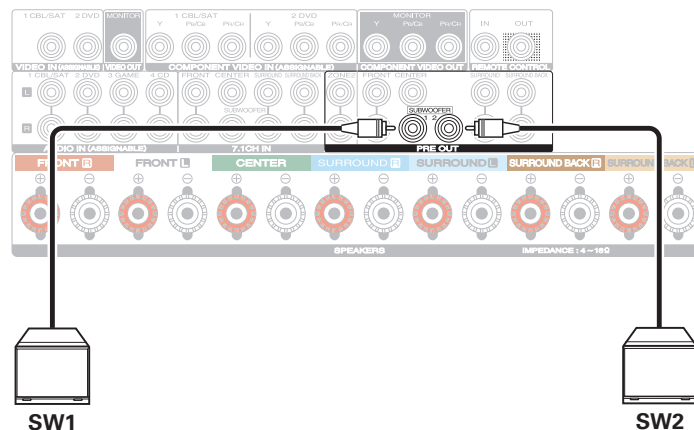 1 CBL/SAT 2 DVD MONITOR 1 CBL/SAT 2 DVD MONITOR
Y PB/CB PR/CR Y PB/CB PR/CR Y PB/CB PR/CR IN OUT
VIDEO IN (ASSIGNABLE) VIDEO OUT COMPONENT VIDEO IN (ASSIGNABLE) COMPONENT VIDEO OUT REMOTE CONTROL
1 CBL/SAT 2 DVD 3 GAME 4 CD FRONT CENTER SURROUND SURROUND BACK ZONE2 FRONT CENTER SURROUND SURROUND BACK
L
SUBWOOFER SUBWOOFER
1 2
R
AUDIO IN (ASSIGNABLE) 7.1CH IN PRE OUT
FRONT R FRONT L CENTER SURROUND R SURROUND L SURROUND BACK R SURROUND BACK
+ − + − + − + − + − + − +
SPEAKERS IMPEDANCE : 4 ~ 16Ω
SW1 SW2